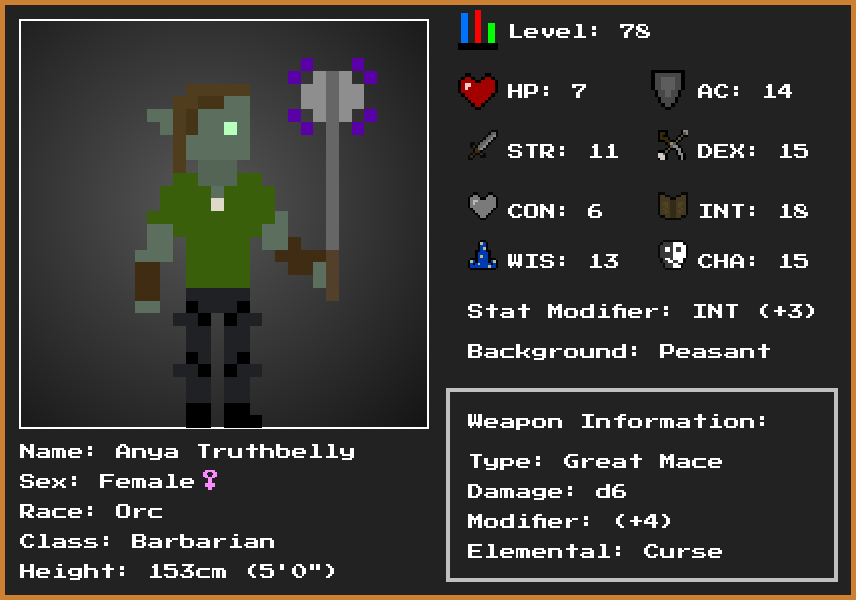 Level: 78
HP: 7
AC: 14
STR: 11
DEX: 15
CON: 6
INT: 18
WIS: 13
CHA: 15
Stat Modifier: INT (+3)
Background: Peasant
Weapon Information:
Type: Great Mace
Damage: d6
Modifier: (+4)
Elemental: Curse
Name: Anya Truthbelly
Sex: Female♀
Race: Orc
Class: Barbarian
Height: 153cm (5'0")